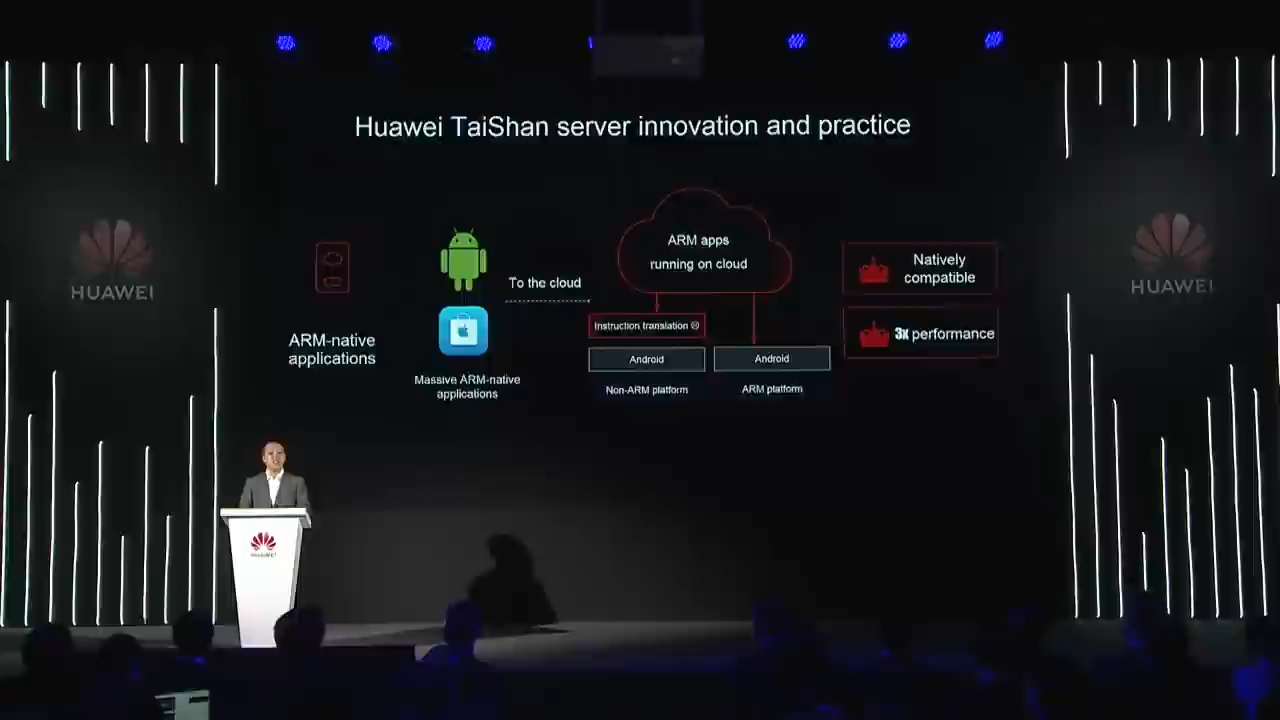 Huawei TaiShan server innovation and practice
HUAWEI
HUAWEI
ARM-native
applications
Massive ARM-native
applications
To the cloud
ARM apps
running on cloud
Instruction translation ☹
Android
Non-ARM platform
Android
ARM platform
Natively
compatible
3x performance
HUAWEI